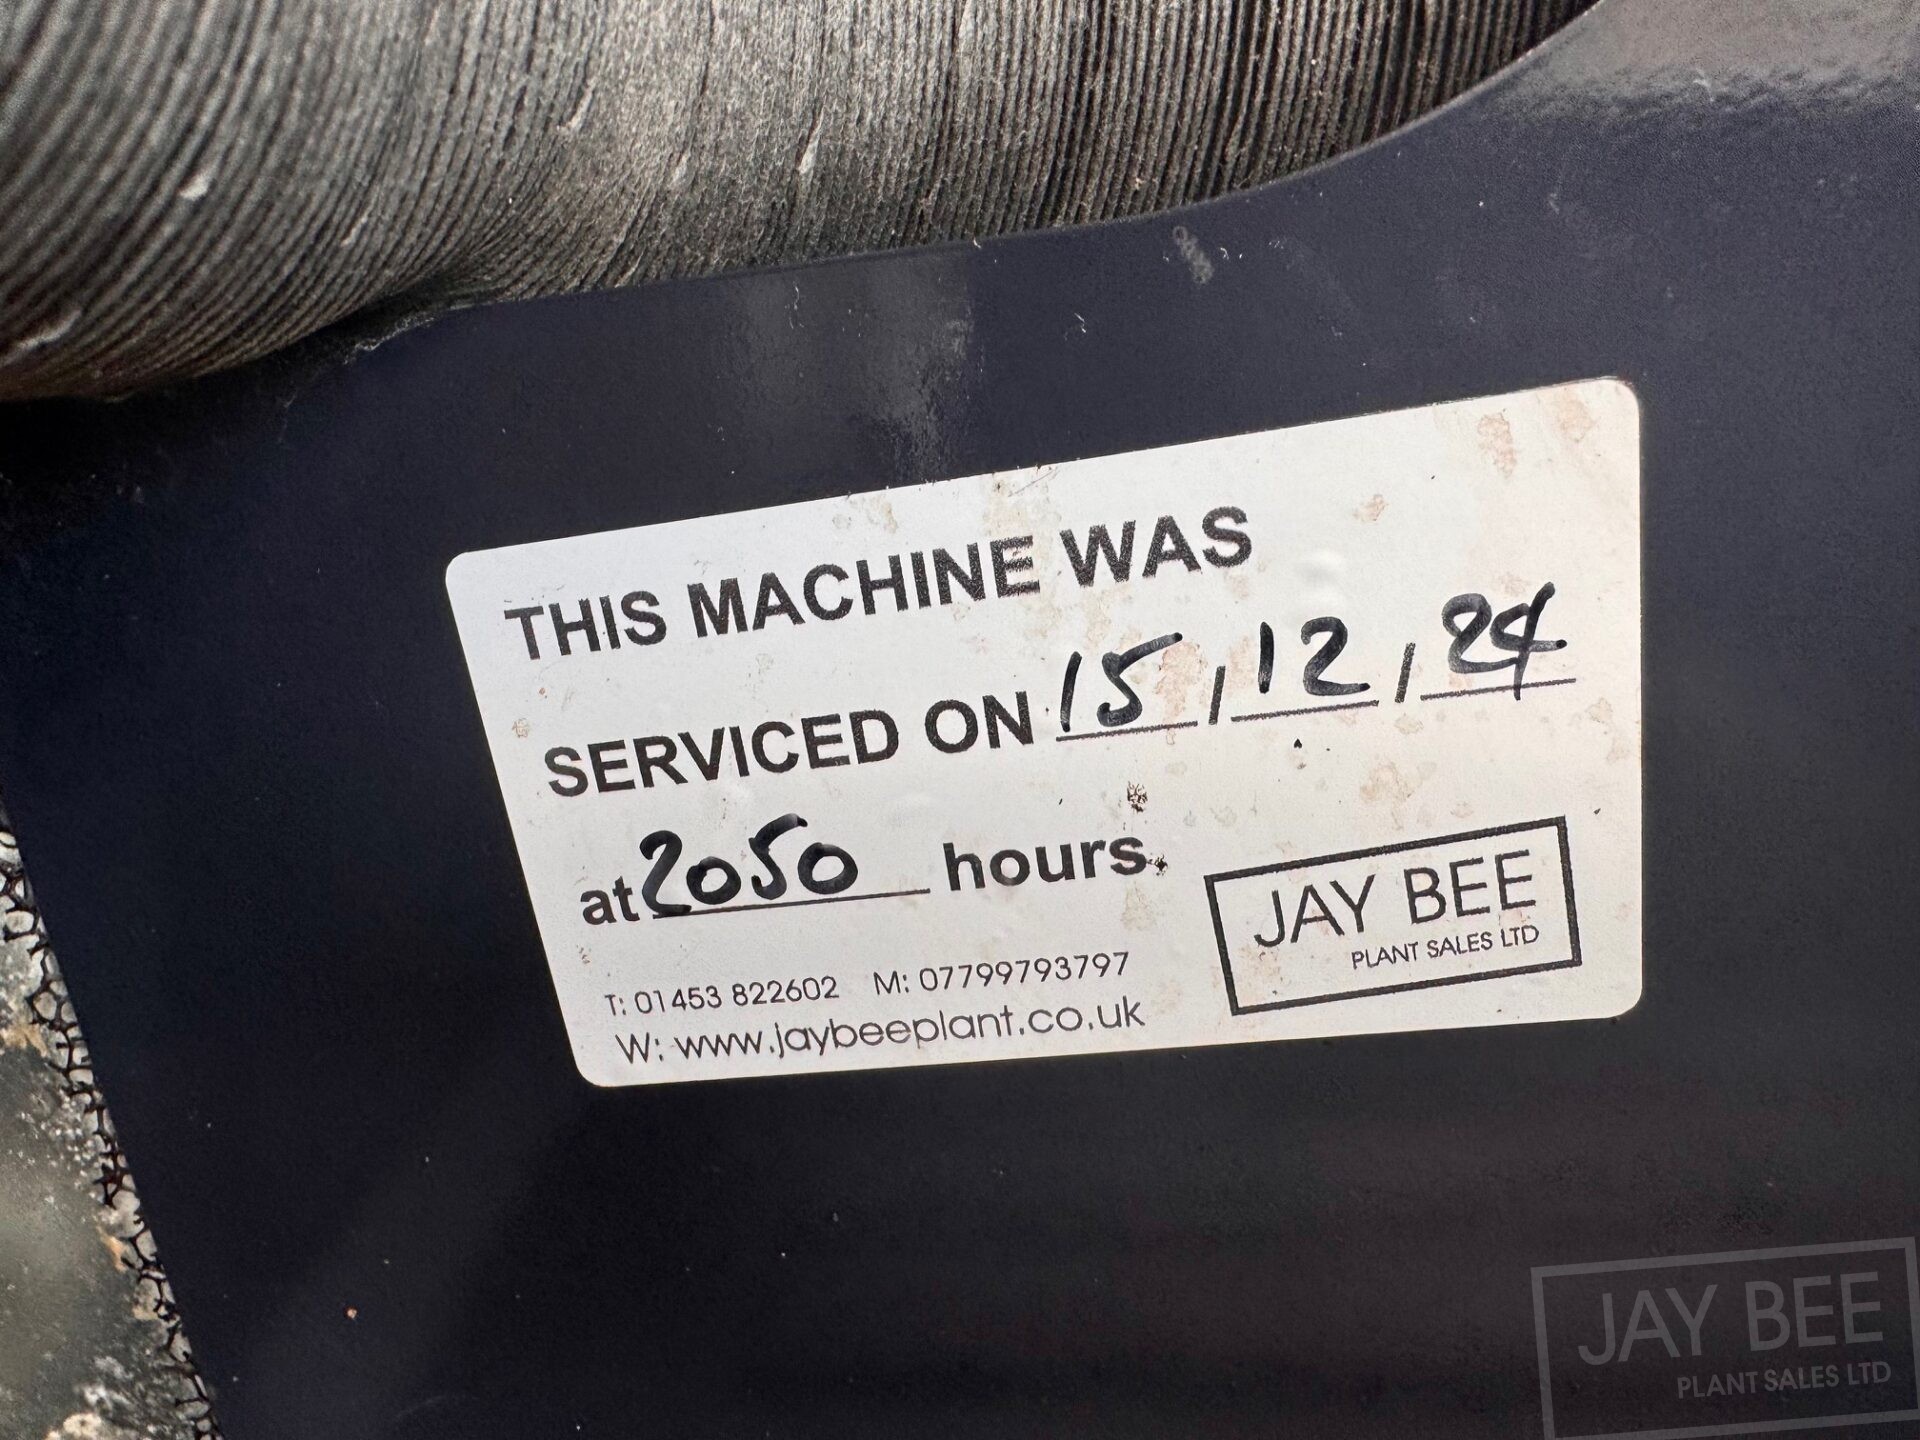 THIS MACHINE WAS
SERVICED ON 15 / 12 / 24
at 2050 hours.
JAY BEE
PLANT SALES LTD
T: 01453 822602 M: 07799793797
W: www.jaybeeplant.co.uk
JAY BEE
PLANT SALES LTD